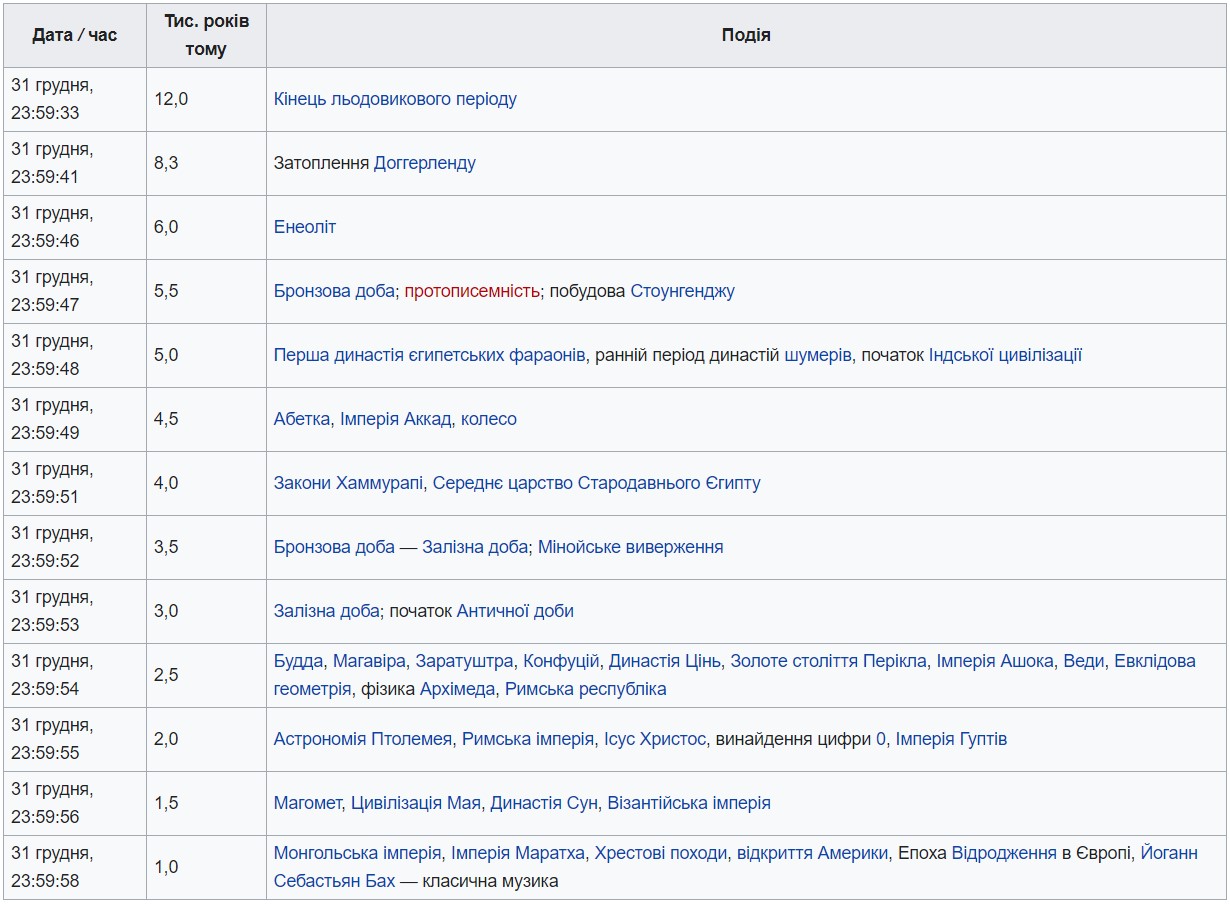 Дата / час
Тис. років
тому
Подія
31 грудня,
23:59:33
12,0
Кінець льодовикового періоду
31 грудня,
23:59:41
8,3
Затоплення Доггерленду
31 грудня,
23:59:46
6,0
Енеоліт
31 грудня,
23:59:47
5,5
Бронзова доба; протописемність; побудова Стоунгенджу
31 грудня,
23:59:48
5,0
Перша династія єгипетських фараонів, ранній період династій шумерів, початок Індської цивілізації
31 грудня,
23:59:49
4,5
Абетка, Імперія Аккад, колесо
31 грудня,
23:59:51
4,0
Закони Хаммурапі, Середнє царство Стародавнього Єгипту
31 грудня,
23:59:52
3,5
Бронзова доба — Залізна доба; Мінойське виверження
31 грудня,
23:59:53
3,0
Залізна доба; початок Античної доби
31 грудня,
23:59:54
2,5
Будда, Магавіра, Заратуштра, Конфуцій, Династія Цінь, Золоте століття Перікла, Імперія Ашока, Веди, Евклідова
геометрія, фізика Архімеда, Римська республіка
31 грудня,
23:59:55
2,0
Астрономія Птолемея, Римська імперія, Ісус Христос, винайдення цифри 0, Імперія Гуптів
31 грудня,
23:59:56
1,5
Магомет, Цивілізація Мая, Династія Сун, Візантійська імперія
31 грудня,
23:59:58
1,0
Монгольська імперія, Імперія Маратха, Хрестові походи, відкриття Америки, Епоха Відродження в Європі, Йоганн
Себастьян Бах — класична музика